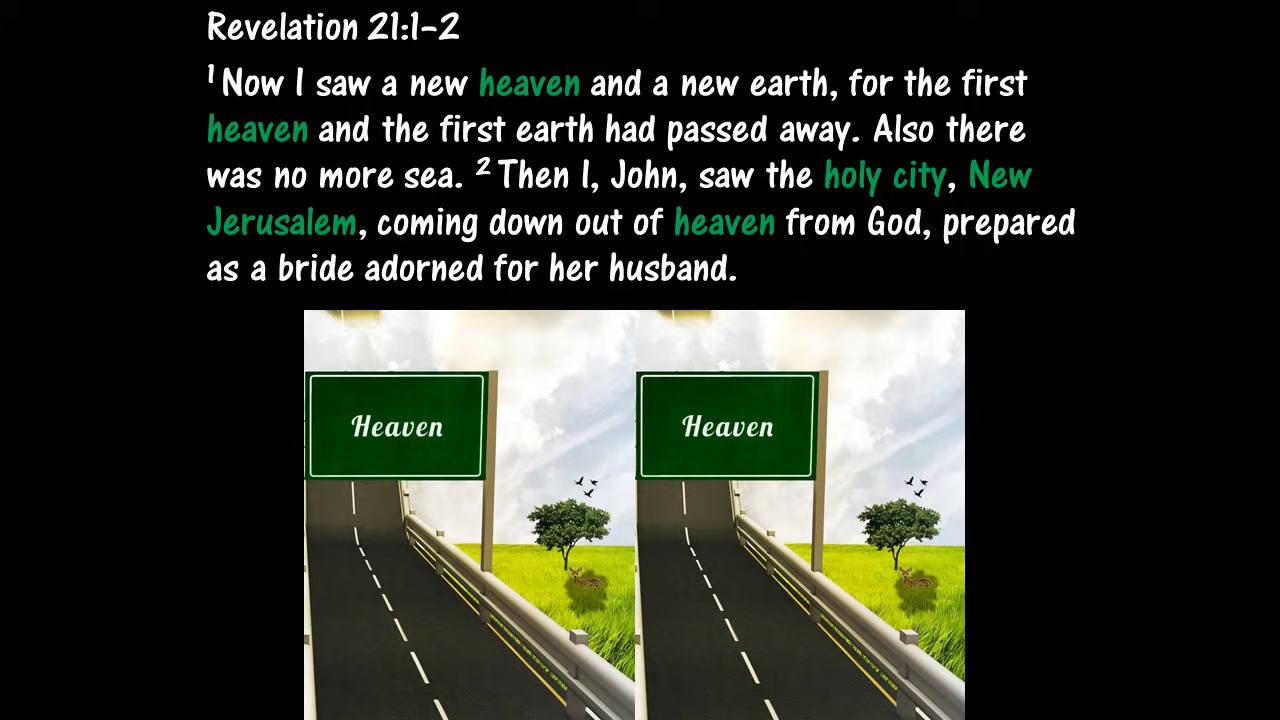 Revelation 21:1-2
1 Now I saw a new heaven and a new earth, for the first
heaven and the first earth had passed away. Also there
was no more sea. 2 Then I, John, saw the holy city, New
Jerusalem, coming down out of heaven from God, prepared
as a bride adorned for her husband.
Heaven
Heaven